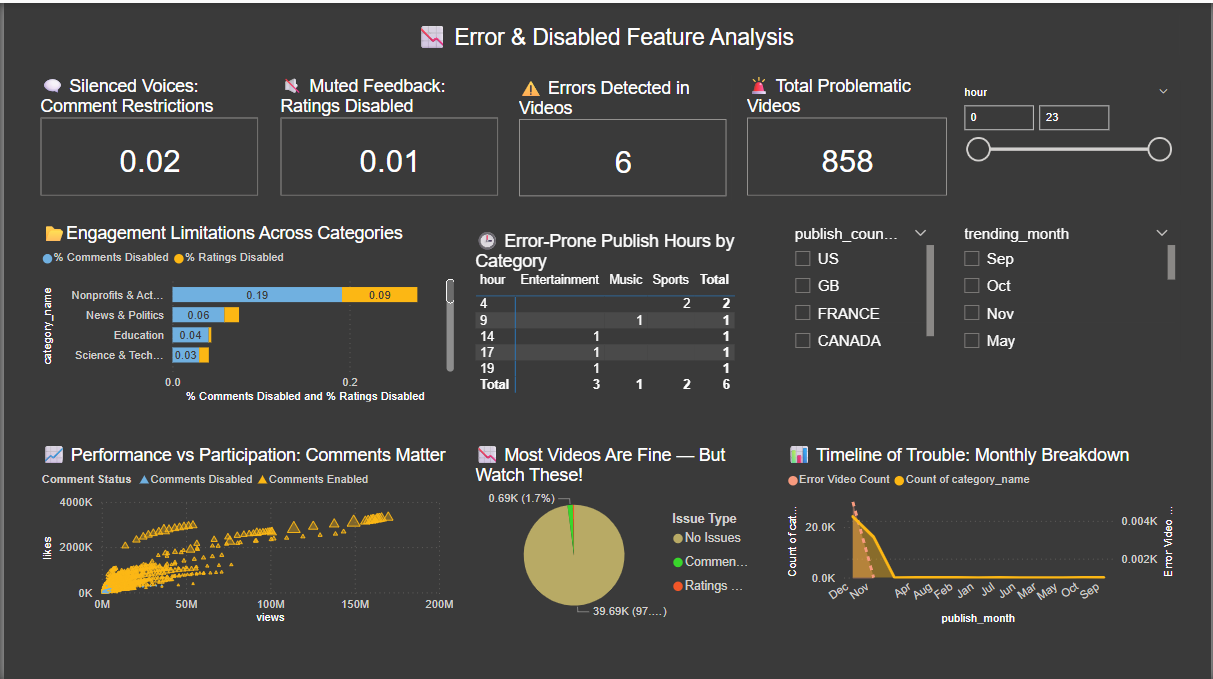 Error & Disabled Feature Analysis
Silenced Voices:
Comment Restrictions
0.02
Muted Feedback:
Ratings Disabled
0.01
Errors Detected in
Videos
6
Total Problematic
Videos
858
hour
0 23
Engagement Limitations Across Categories
% Comments Disabled % Ratings Disabled
category_name
Nonprofits & Act... 0.19 0.09
News & Politics 0.06
Education 0.04
Science & Tech... 0.03
0.0 0.2
% Comments Disabled and % Ratings Disabled
Error-Prone Publish Hours by
Category
hour Entertainment Music Sports Total
4 2 2
9 1 1
14 1 1
17 1 1
19 1 1
Total 3 1 2 6
publish_coun...
US
GB
FRANCE
CANADA
trending_month
Sep
Oct
Nov
May
Performance vs Participation: Comments Matter
Comment Status Comments Disabled Comments Enabled
likes
4000K
2000K
0K
0M 50M 100M 150M 200M
views
Most Videos Are Fine — But
Watch These!
0.69K (1.7%)
39.69K (97....)
Issue Type
No Issues
Commen...
Ratings ...
Timeline of Trouble: Monthly Breakdown
Error Video Count Count of category_name
Count of cat...
20.0K
0.0K
0.004K
0.002K
Error Video ...
Dec Nov Apr Aug Feb Jan Jul Jun Mar May Oct Sep
publish_month